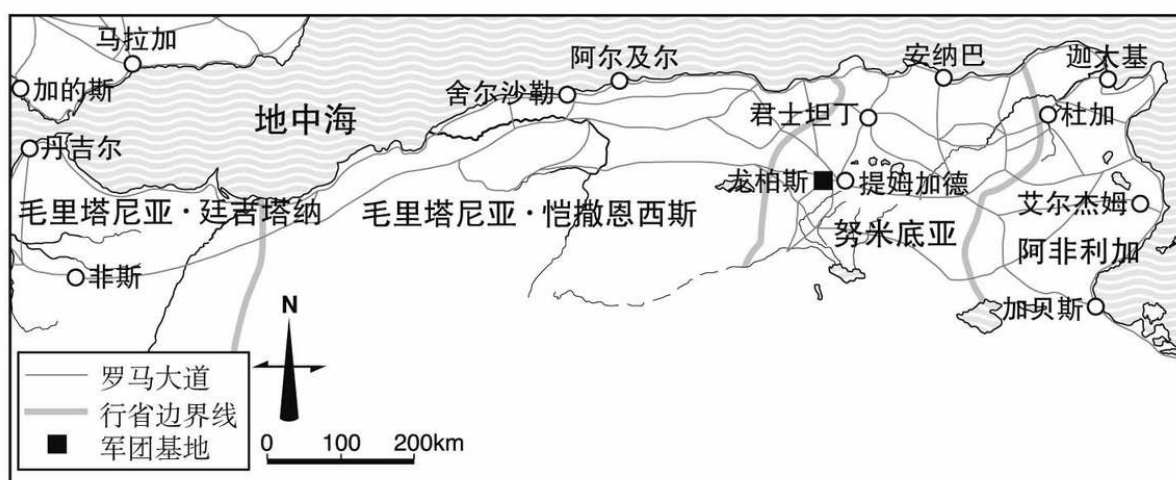 马拉加
加的斯
地中海
阿尔及尔
舍尔沙勒
安纳巴
迦太基
君士坦丁
杜加
丹吉尔
龙柏斯
提姆加德
毛里塔尼亚·廷吉塔纳
毛里塔尼亚·恺撒恩西斯
努米底亚
艾尔杰姆
阿非利加
非斯
加贝斯
N
罗马大道
行省边界线
军团基地
0 100 200km